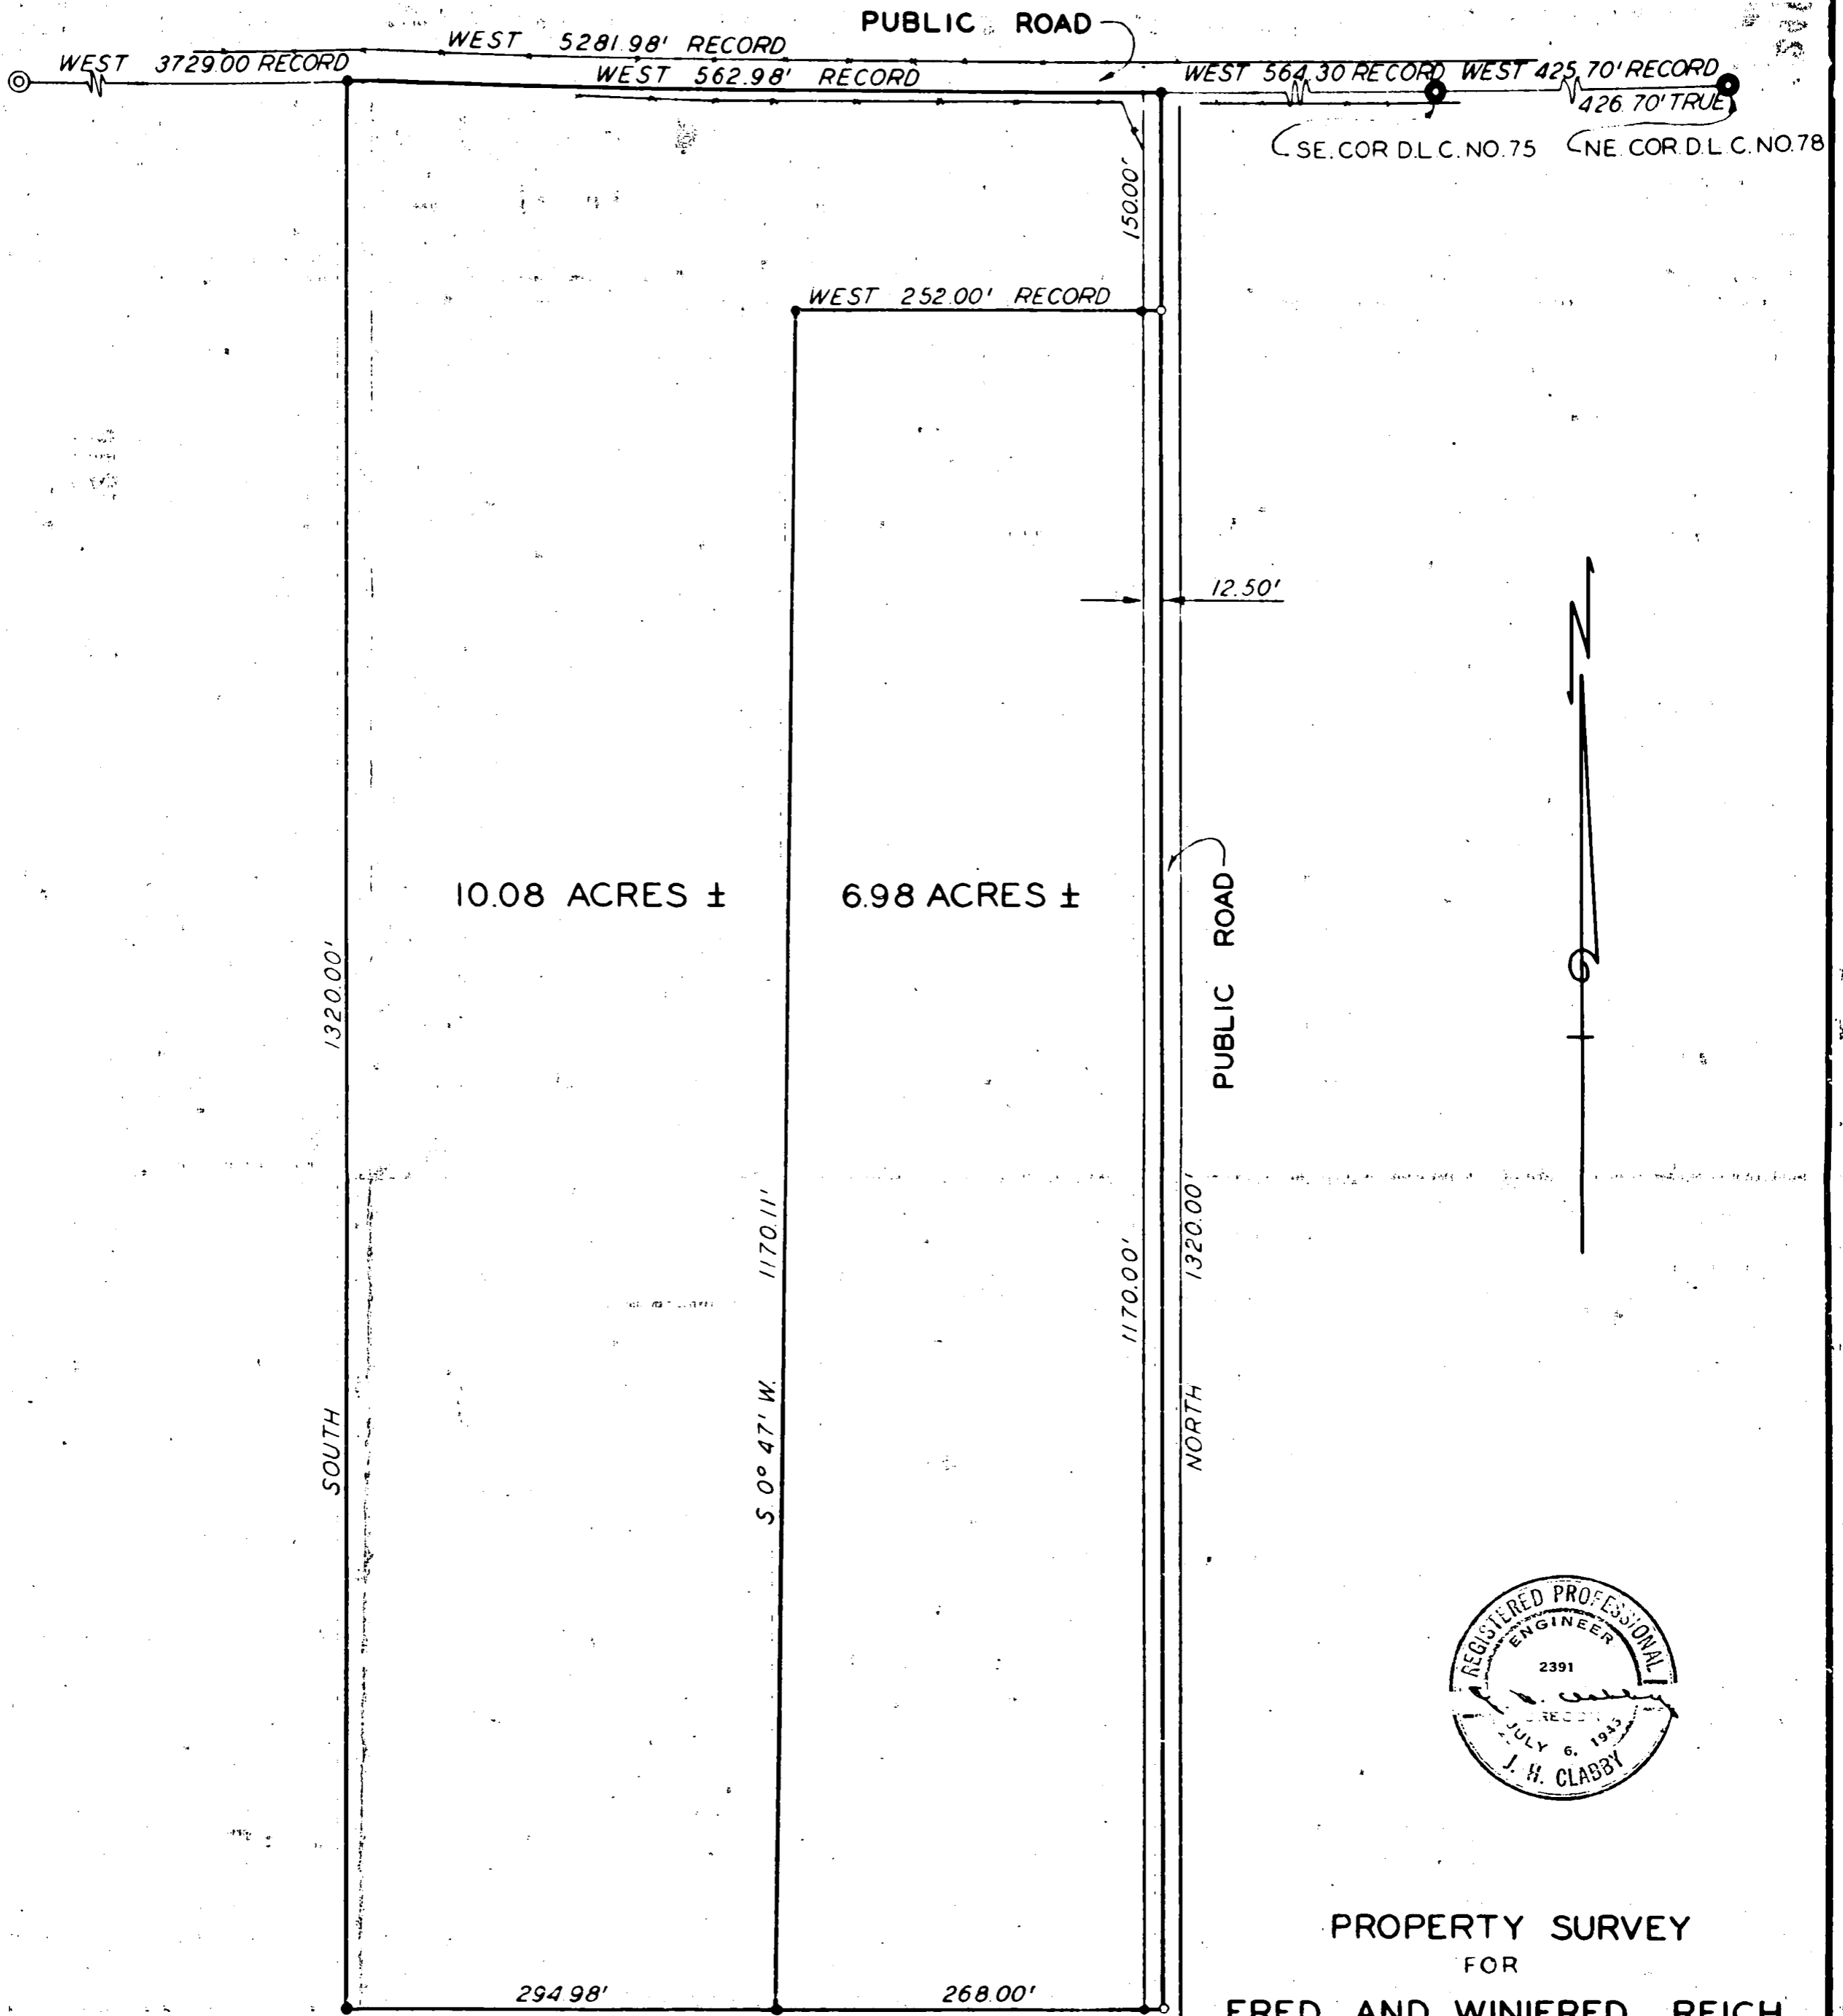 PUBLIC ROAD
WEST 5281.98' RECORD
WEST 3729.00 RECORD
WEST 562.98' RECORD
WEST 564.30 RECORD
WEST 425.70' RECORD
426.70' TRUE
SE. COR D.L.C. NO. 75
NE. COR. D.L.C. NO. 78
150.00'
WEST 252.00' RECORD
12.50'
N
10.08 ACRES ±
6.98 ACRES ±
PUBLIC ROAD
1320.00'
SOUTH
1170.11'
S. 0° 47' W.
1170.00'
1320.00'
NORTH
REGISTERED PROFESSIONAL
ENGINEER
2391
OREGON
JULY 6, 1945
J. H. CLABBY
PROPERTY SURVEY
FOR
FRED AND WINIFRED REICH
294.98'
268.00'